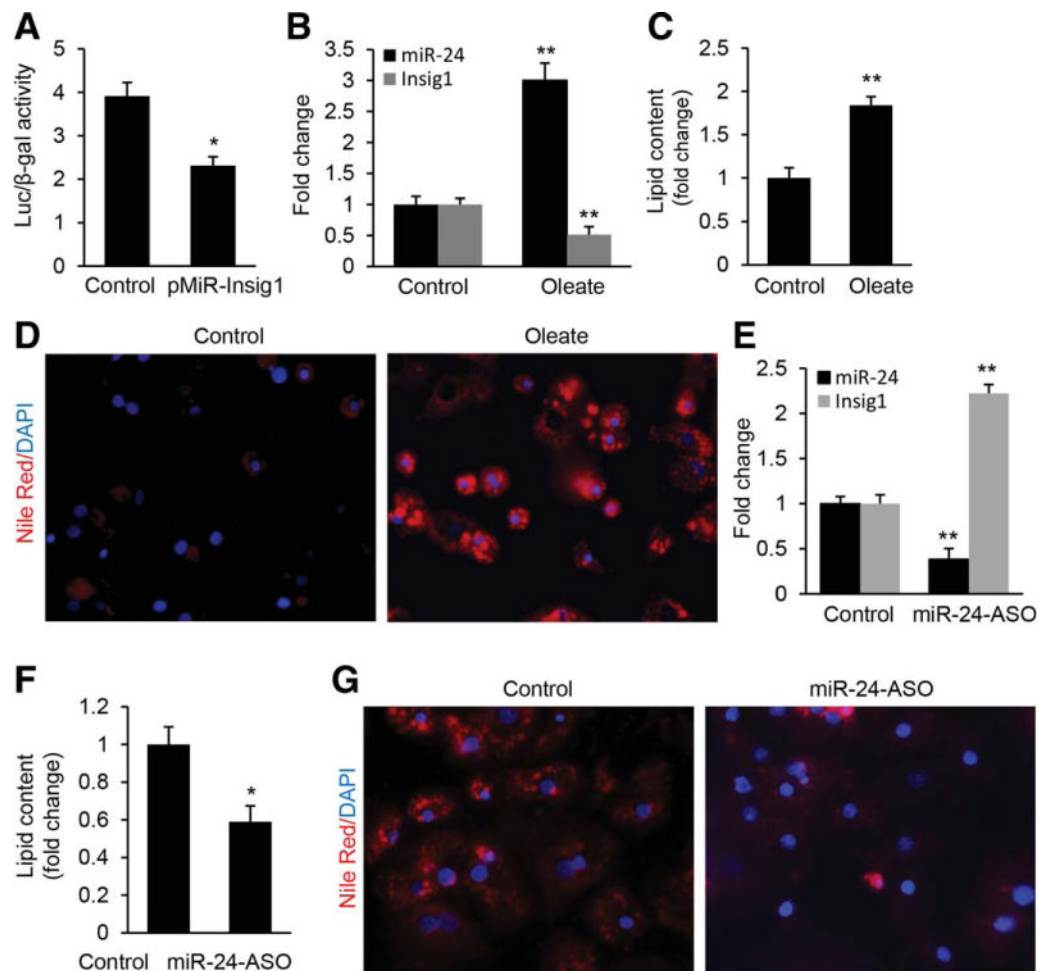 A
Luc/β-gal activity
5
4
3
2
1
0
Control
pMiR-Insig1
*
B
Fold change
3.5
3
2.5
2
1.5
1
0.5
0
miR-24
Insig1
**
**
Control
Oleate
C
Lipid content
(fold change)
2.5
2
1.5
1
0.5
0
**
Control
Oleate
D
Control
Oleate
Nile Red/DAPI
E
Fold change
2.5
2
1.5
1
0.5
0
miR-24
Insig1
**
**
Control
miR-24-ASO
F
Lipid content
(fold change)
1.2
1
0.8
0.6
0.4
0.2
0
*
Control
miR-24-ASO
G
Control
miR-24-ASO
Nile Red/DAPI